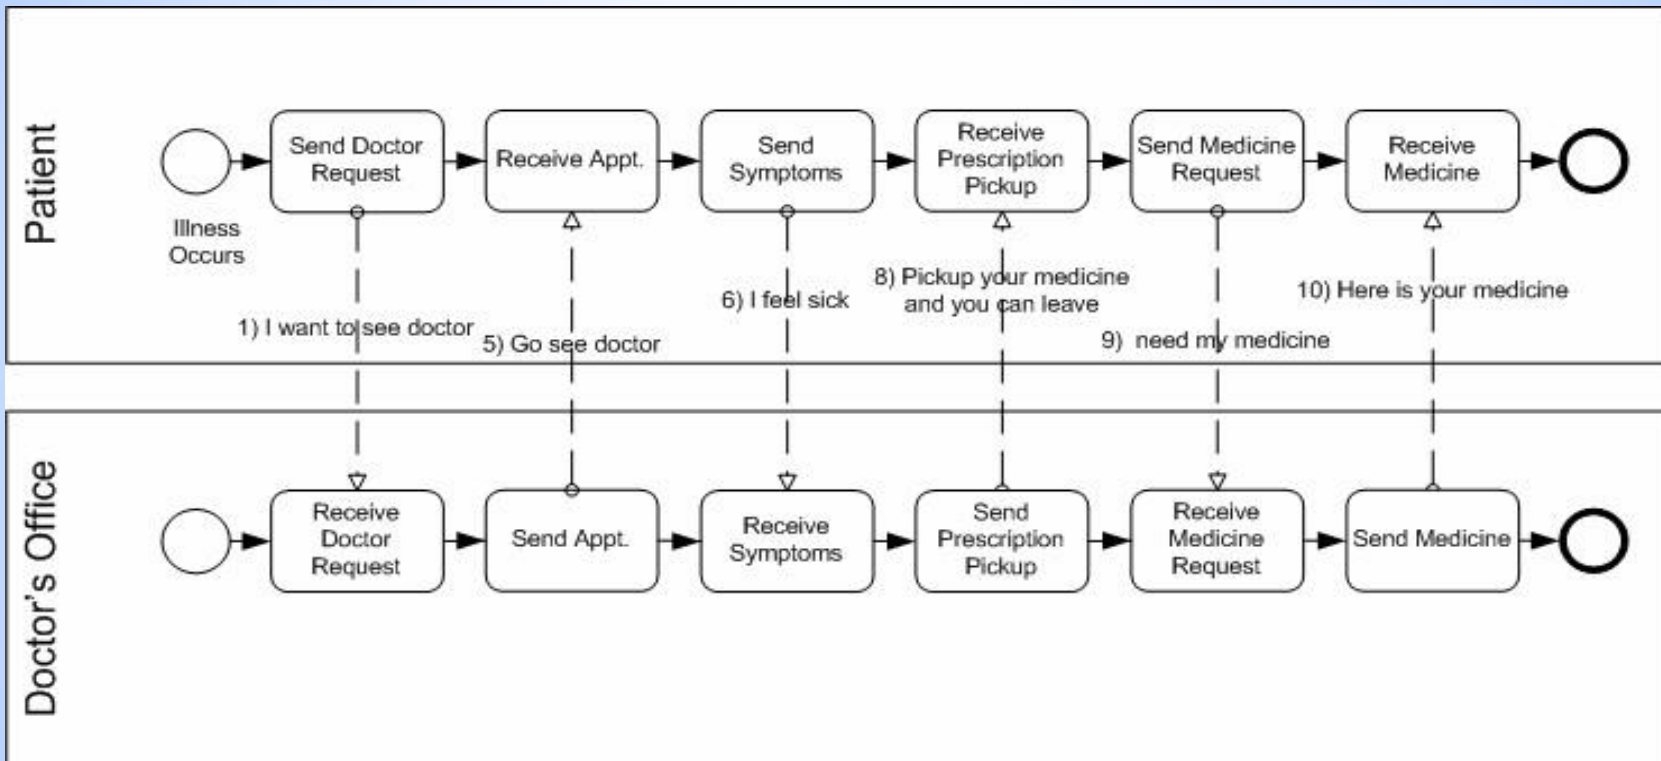 Patient
Illness
Occurs
Send Doctor
Request
Receive Appt.
Send
Symptoms
Receive
Prescription
Pickup
Send Medicine
Request
Receive
Medicine
1) I want to see doctor
5) Go see doctor
6) I feel sick
8) Pickup your medicine
and you can leave
9)  need my medicine
10) Here is your medicine
Doctor's Office
Receive
Doctor
Request
Send Appt.
Receive
Symptoms
Send
Prescription
Pickup
Receive
Medicine
Request
Send Medicine